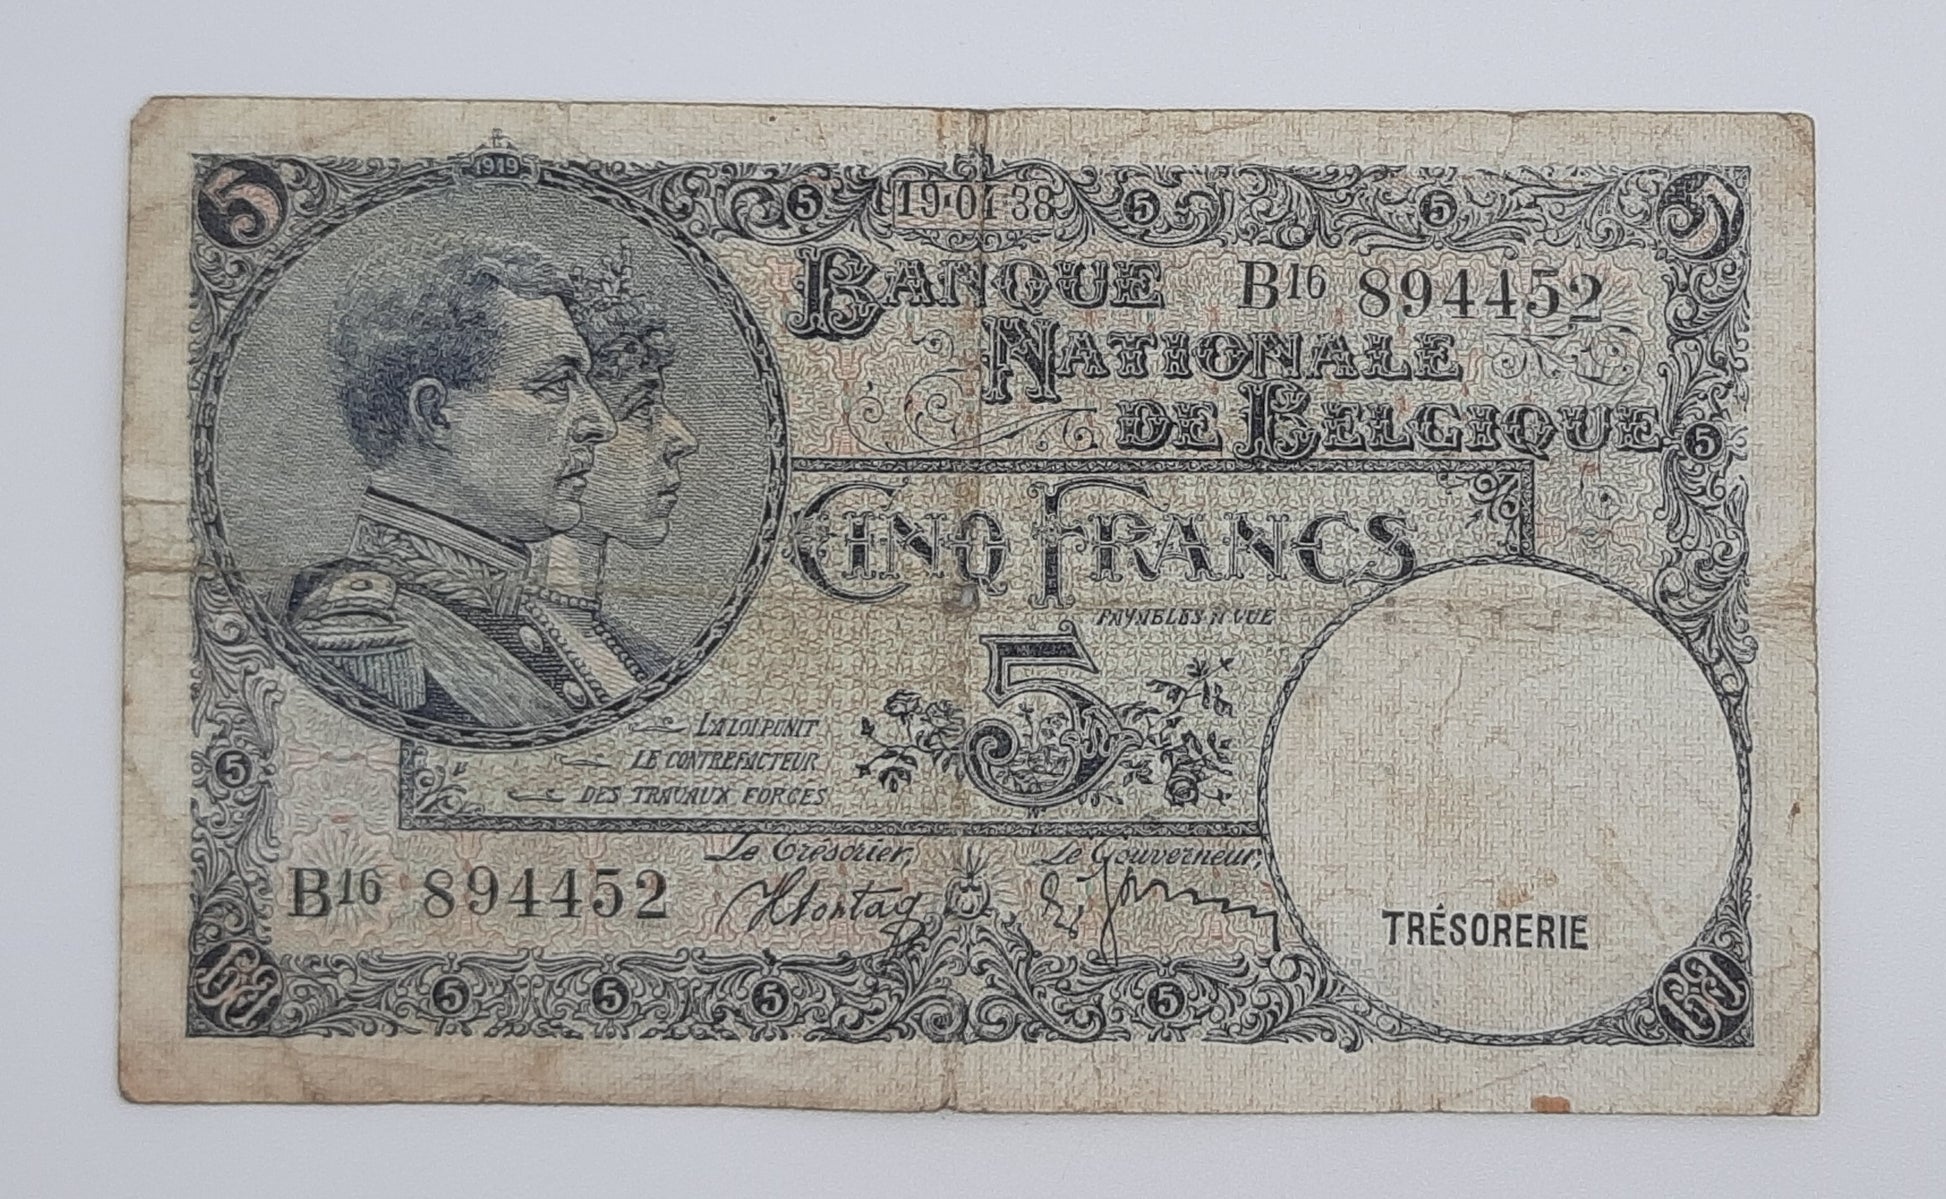 1919
5 5 19·04·38 5 5 5
BANQUE B16 894452
NATIONALE
DE BELGIQUE
5
CINQ FRANCS
PAYABLES A VUE
5
LA LOI PUNIT
LE CONTREFACTEUR
DES TRAVAUX FORCES
5
Le Trésorier, Le Gouverneur,
B16 894452
TRÉSORERIE
5 5 5 5